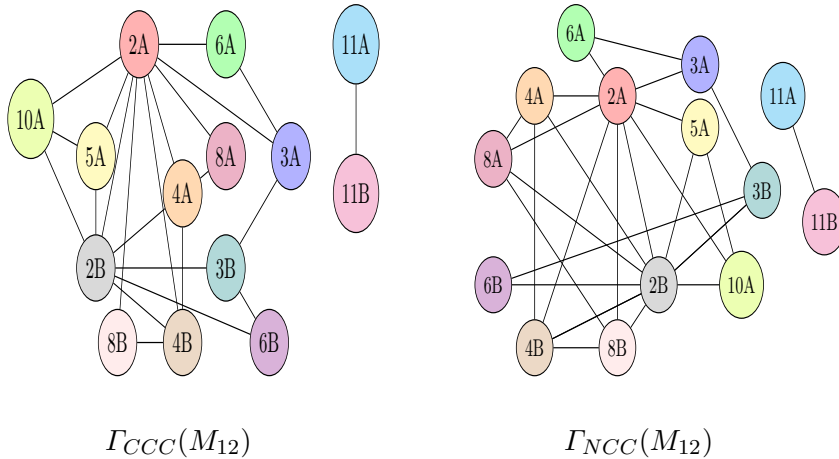 2A 6A 11A
10A
5A 8A 3A
4A 11B
2B 3B
8B 4B 6B
Γ_{CCC}(M_{12})
6A
3A
4A 2A 11A
5A
8A
3B
11B
6B 2B 10A
4B 8B
Γ_{NCC}(M_{12})